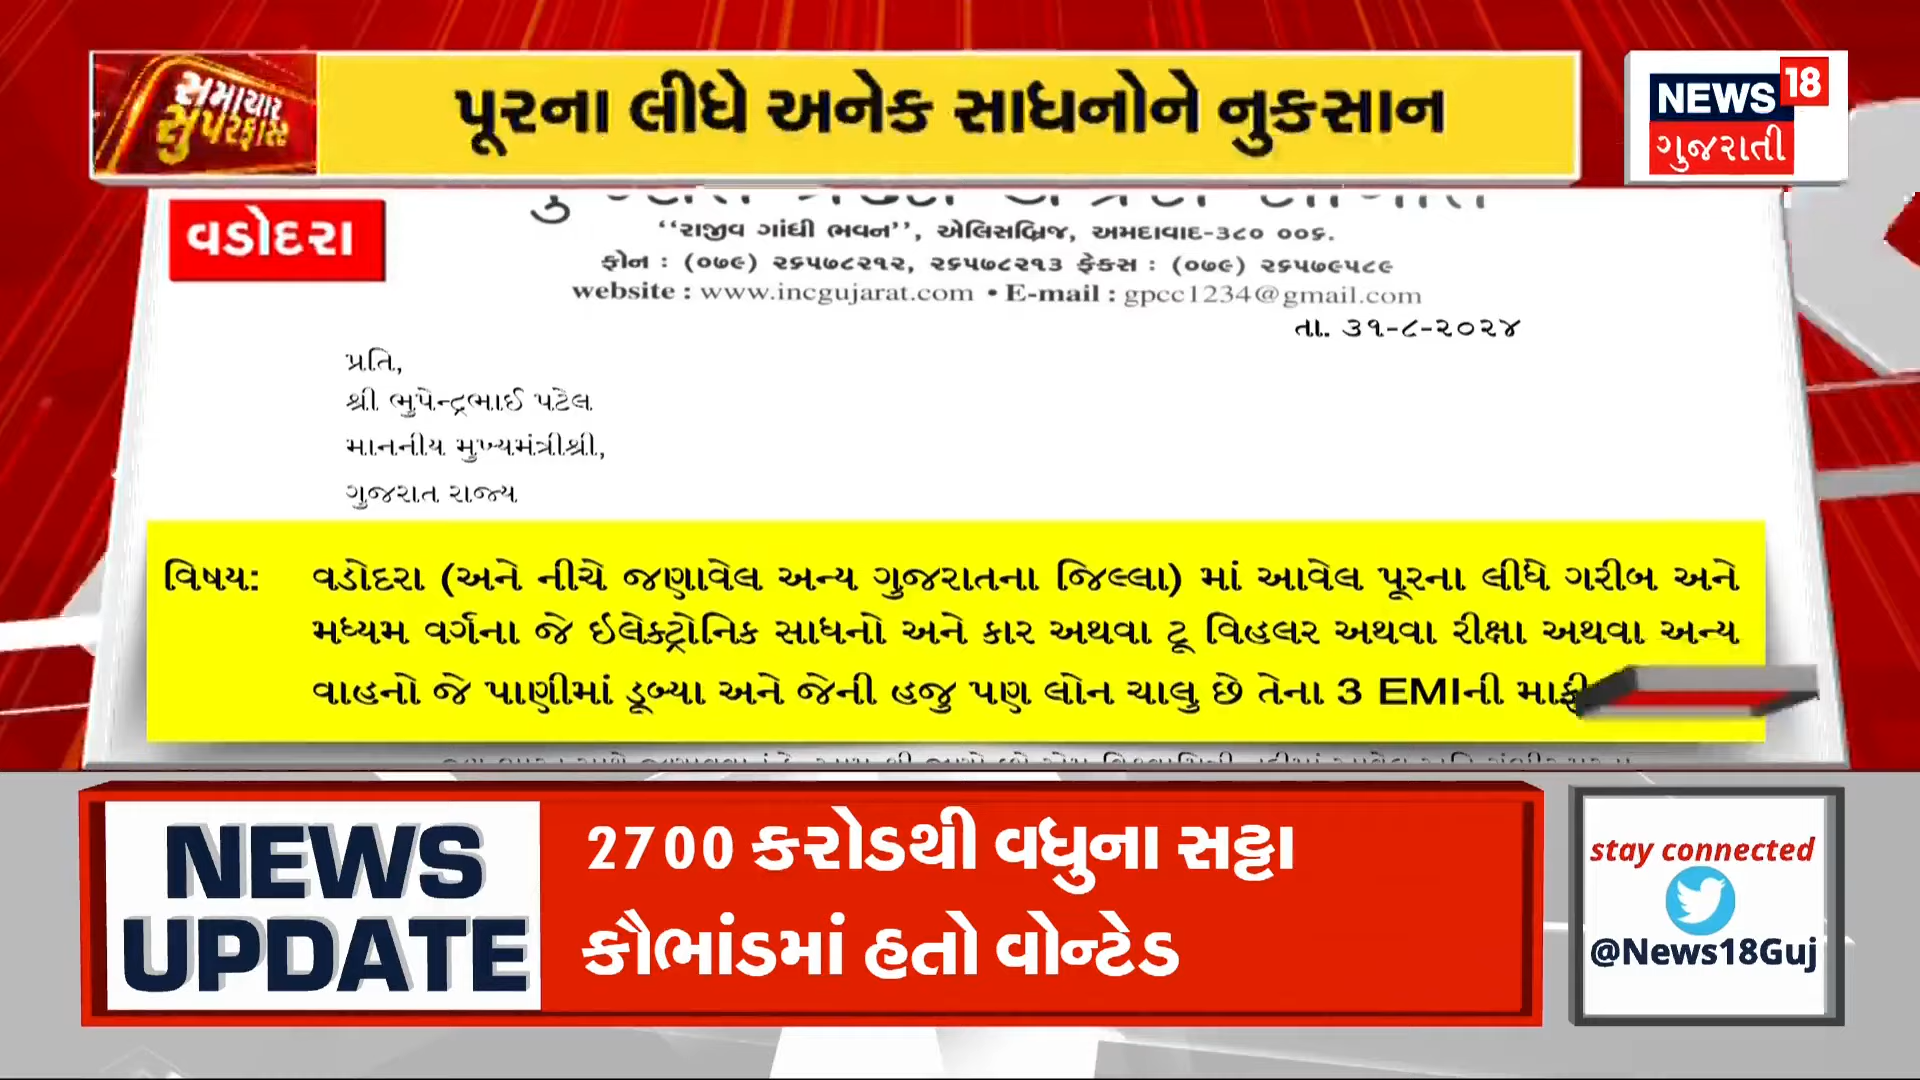 સમાચાર
સુપરફાસ્ટ
પૂરના લીધે અનેક સાધનોને નુકસાન
NEWS 18
ગુજરાતી
વડોદરા
‘‘રાજીવ ગાંધી ભવન’’, એલિસબ્રિજ, અમદાવાદ-૩૮૦ ૦૦૬.
ફોન : (૦૭૯) ૨૬૫૭૮૨૧૨, ૨૬૫૭૮૨૧૩ ફેકસ : (૦૭૯) ૨૬૫૭૯૫૮૯
website : www.incgujarat.com • E-mail : gpcc1234@gmail.com
તા. ૩૧-૮-૨૦૨૪
પ્રતિ,
શ્રી ભુપેન્દ્રભાઈ પટેલ
માનનીય મુખ્યમંત્રીશ્રી,
ગુજરાત રાજ્ય
વિષય: વડોદરા (અને નીચે જણાવેલ અન્ય ગુજરાતના જિલ્લા) માં આવેલ પૂરના લીધે ગરીબ અને
મધ્યમ વર્ગના જે ઇલેક્ટ્રોનિક સાધનો અને કાર અથવા ટૂ વિહલર અથવા રીક્ષા અથવા અન્ય
વાહનો જે પાણીમાં ડૂબ્યા અને જેની હજુ પણ લોન ચાલુ છે તેના 3 EMIની માફી
NEWS
UPDATE
2700 કરોડથી વધુના સટ્ટા
કૌભાંડમાં હતો વોન્ટેડ
stay connected
@News18Guj